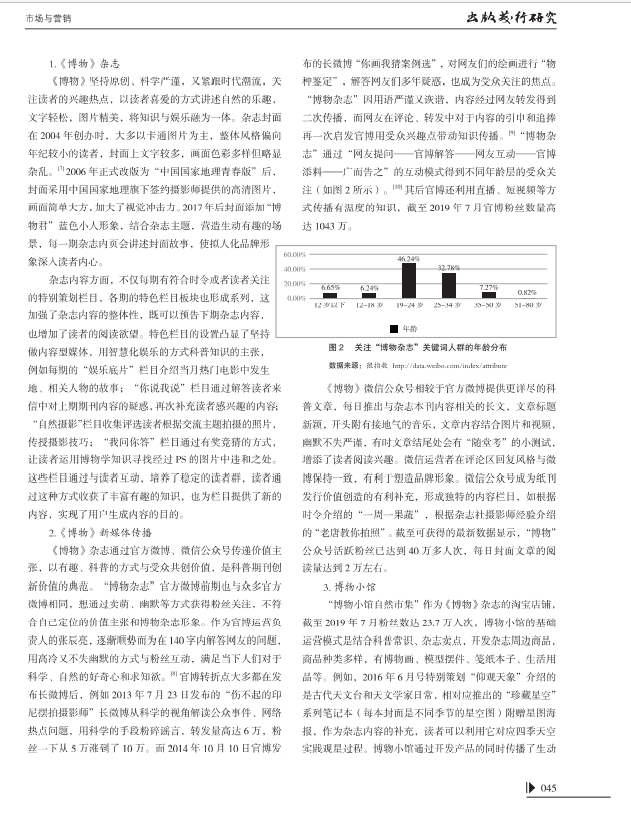 市场与营销
出版发行研究
1.《博物》杂志
《博物》坚持原创、科学严谨，又紧跟时代潮流，关
注读者的兴趣热点，以读者喜爱的方式讲述自然的乐趣，
文字轻松，图片精美，将知识与娱乐融为一体。杂志封面
在 2004 年创办时，大多以卡通图片为主，整体风格偏向
年纪较小的读者，封面上文字较多，画面色彩多样但略显
杂乱。[7]2006 年正式改版为“中国国家地理青春版”后，
封面采用中国国家地理旗下签约摄影师提供的高清图片，
画面简单大方，加大了视觉冲击力。2017 年后封面添加“博
物君”蓝色小人形象，结合杂志主题，营造生动有趣的场
景，每一期杂志内页会讲述封面故事，使拟人化品牌形
象深入读者内心。
杂志内容方面，不仅每期有符合时令或者读者关注
的特别策划栏目，各期的特色栏目板块也形成系列，这
加强了杂志内容的整体性，既可以预告下期杂志内容，
也增加了读者的阅读欲望。特色栏目的设置凸显了坚持
做内容型媒体，用智慧化娱乐的方式科普知识的主张，
例如每期的“娱乐底片”栏目介绍当月热门电影中发生
地、相关人物的故事；“你说我说”栏目通过解答读者来
信中对上期期刊内容的疑惑，再次补充读者感兴趣的内容；
“自然摄影”栏目收集评选读者根据交流主题拍摄的照片，
传授摄影技巧；“我问你答”栏目通过有奖竞猜的方式，
让读者运用博物学知识寻找经过 PS 的图片中违和之处。
这些栏目通过与读者互动，培养了稳定的读者群，读者通
过这种方式收获了丰富有趣的知识，也为栏目提供了新的
内容，实现了用户生成内容的目的。
2.《博物》新媒体传播
《博物》杂志通过官方微博、微信公众号传递价值主
张，以有趣、科普的方式与受众共创价值，是科普期刊创
新价值的典范。“博物杂志”官方微博前期也与众多官方
微博相同，想通过卖萌、幽默等方式获得粉丝关注，不符
合自己定位的价值主张和博物杂志形象。作为官博运营负
责人的张辰亮，逐渐顺势而为在 140 字内解答网友的问题，
用高冷又不失幽默的方式与粉丝互动，满足当下人们对于
科学、自然的好奇心和求知欲。[8] 官博转折点大多都在发
布长微博后，例如 2013 年 7 月 23 日发布的“伤不起的印
尼摆拍摄影师”长微博从科学的视角解读公众事件、网络
热点问题，用科学的手段粉碎谣言，转发量高达 6 万，粉
丝一下从 5 万涨到了 10 万。而 2014 年 10 月 10 日官博发
布的长微博“你画我猜案例选”，对网友们的绘画进行“物
种鉴定”，解答网友们多年疑惑，也成为受众关注的焦点。
“博物杂志”因用语严谨又诙谐，内容经过网友转发得到
二次传播，而网友在评论、转发中对于内容的引申和追捧
再一次启发官博用受众兴趣点带动知识传播。[9]“博物杂
志”通过“网友提问——官博解答——网友互动——官博
添料——广而告之”的互动模式得到不同年龄层的受众关
注（如图 2 所示）。[10] 其后官博还利用直播、短视频等方
式传播有温度的知识，截至 2019 年 7 月官博粉丝数量高
达 1043 万。
60.00%
40.00%
20.00%
0.00%
6.65% 6.24% 46.24% 32.78% 7.27% 0.82%
12 岁以下 12-18 岁 19-24 岁 25-34 岁 35-50 岁 51-80 岁
年龄
图 2 关注“博物杂志”关键词人群的年龄分布
数据来源：微指数 http://data.weibo.com/index/attribute
《博物》微信公众号相较于官方微博提供更详尽的科
普文章，每日推出与杂志本刊内容相关的长文，文章标题
新颖，开头附有接地气的音乐，文章内容结合图片和视频，
幽默不失严谨，有时文章结尾处会有“随堂考”的小测试，
增添了读者阅读兴趣。微信运营者在评论区回复风格与微
博保持一致，有利于塑造品牌形象。微信公众号成为纸刊
发行价值创造的有利补充，形成独特的内容栏目，如根据
时令介绍的“一周一果蔬”，根据杂志社摄影师经验介绍
的“老唐教你拍照”。截至可获得的最新数据显示，“博物”
公众号活跃粉丝已达到 40 万多人次，每日封面文章的阅
读量达到 2 万左右。
3. 博物小馆
“博物小馆自然市集”作为《博物》杂志的淘宝店铺，
截至 2019 年 7 月粉丝数达 23.7 万人次，博物小馆的基础
运营模式是结合科普常识、杂志卖点，开发杂志周边商品，
商品种类多样，有博物画、模型摆件、笺纸本子、生活用
品等。例如，2016 年 6 月号特别策划“仰观天象”介绍的
是古代天文台和天文学家日常，相对应推出的“珍藏星空”
系列笔记本（每本封面是不同季节的星空图）附赠星图海
报，作为杂志内容的补充，读者可以利用它对应四季天空
实践观星过程。博物小馆通过开发产品的同时传播了生动
045